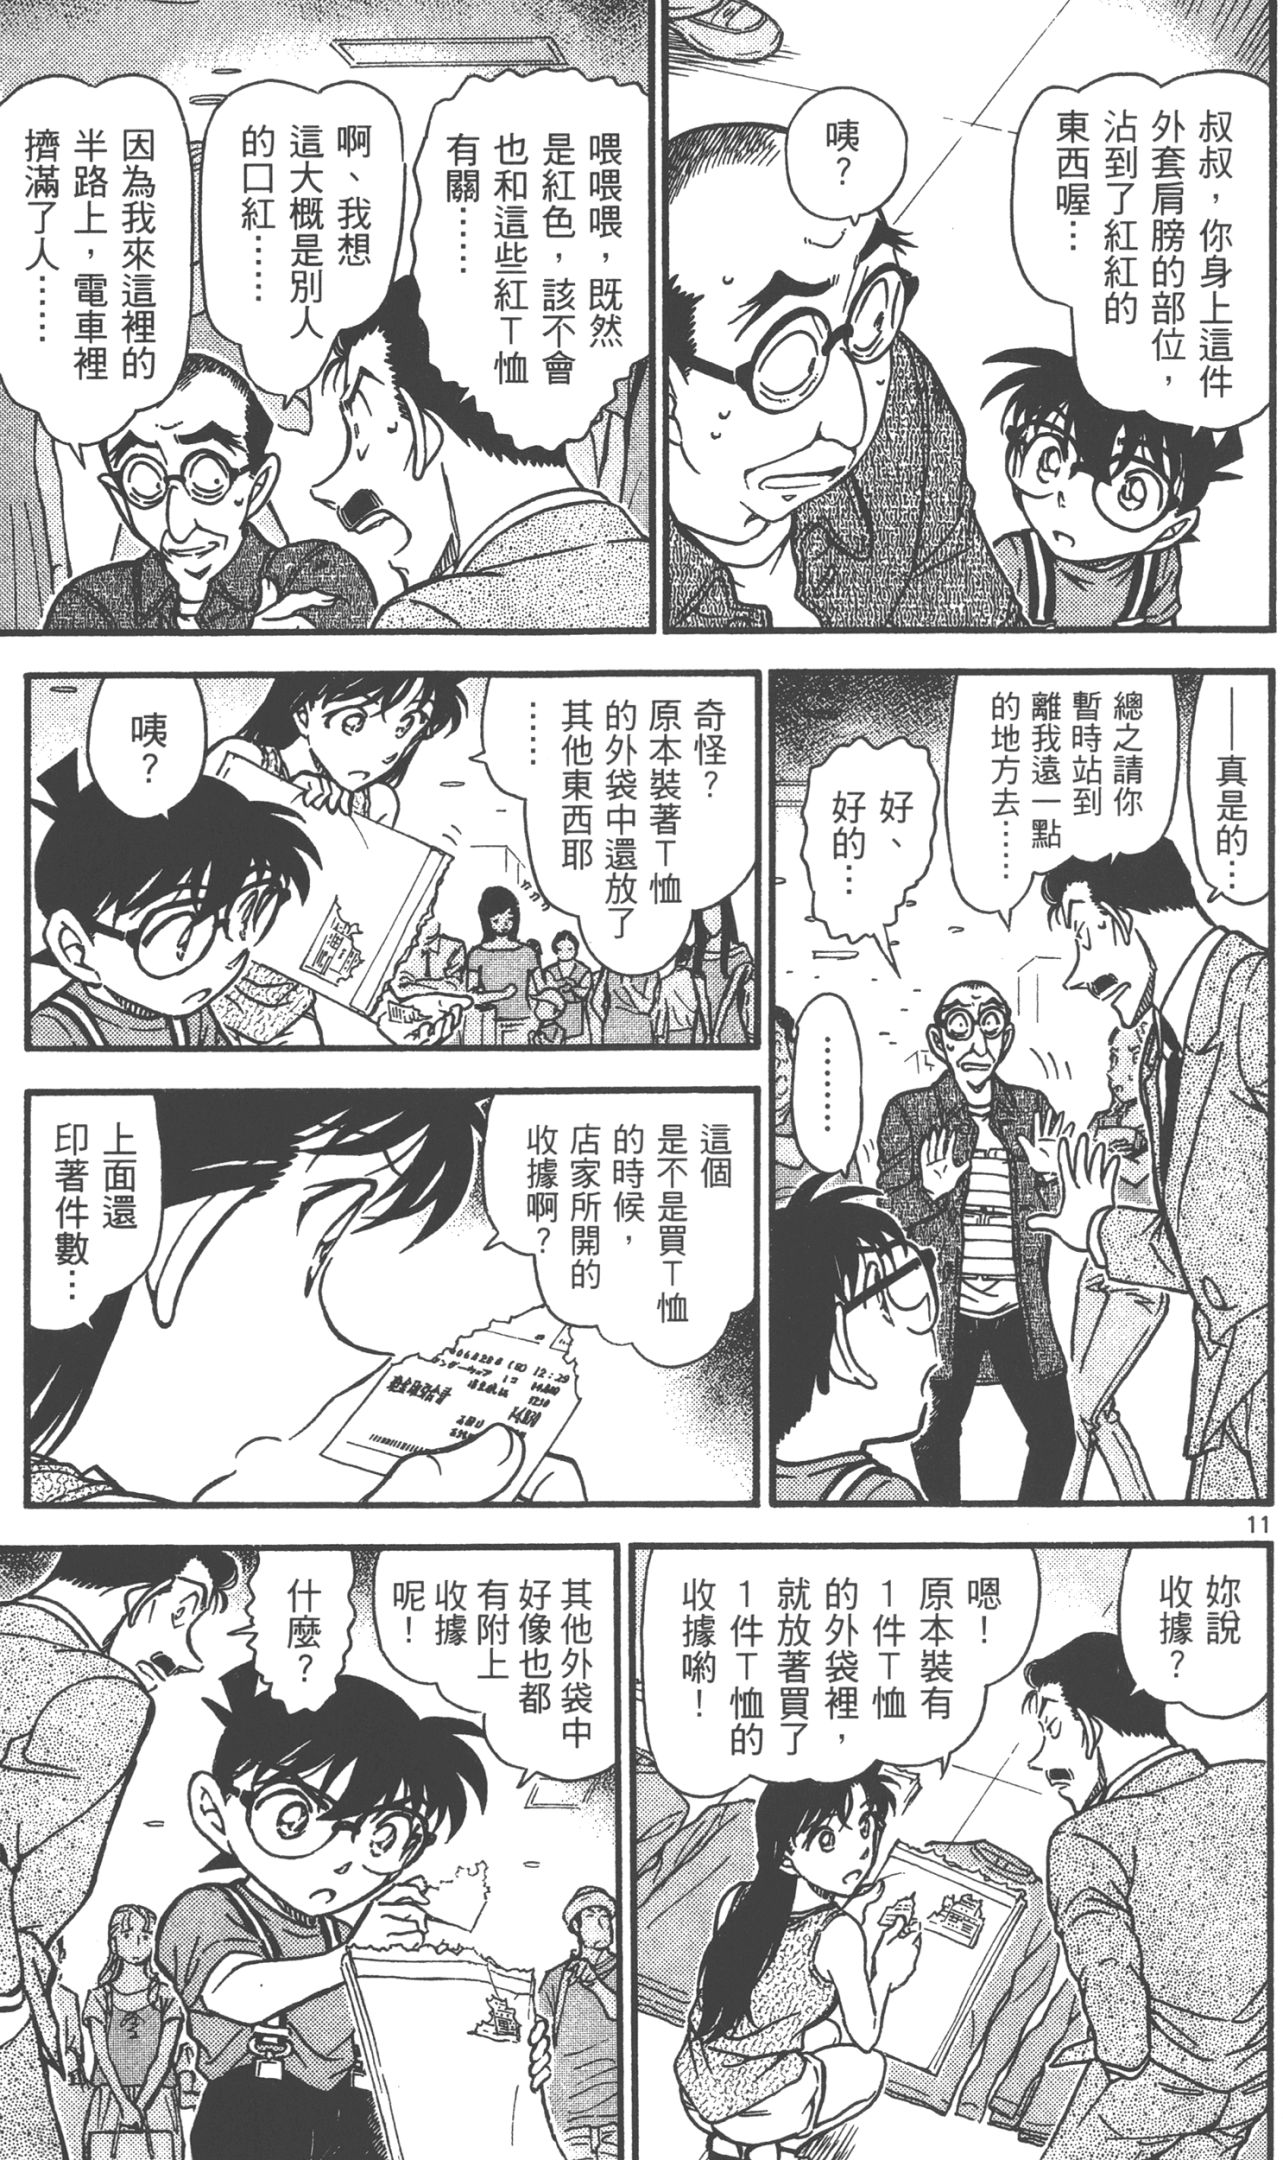 叔叔，你身上這件
外套肩膀的部位，
沾到了紅紅的
東西喔…
咦？
喂喂喂，既然
是紅色，該不會
也和這些紅T恤
有關……
啊、我想
這大概是別人
的口紅……
因為我來這裡的
半路上，電車裡
擠滿了人……
——真是的…
總之請你
暫時站到
離我遠一點
的地方去……
好、
好的…
………
奇怪？
原本裝著T恤
的外袋中還放了
其他東西耶
……
咦？
這個
是不是買T恤
的時候，
店家所開的
收據啊？
上面還
印著件數…
11
妳說
收據？
嗯！
原本裝有
1件T恤
的外袋裡，
就放著買了
1件T恤的
收據喲！
其他外袋中
好像也都
有附上
收據
呢！
什麼？